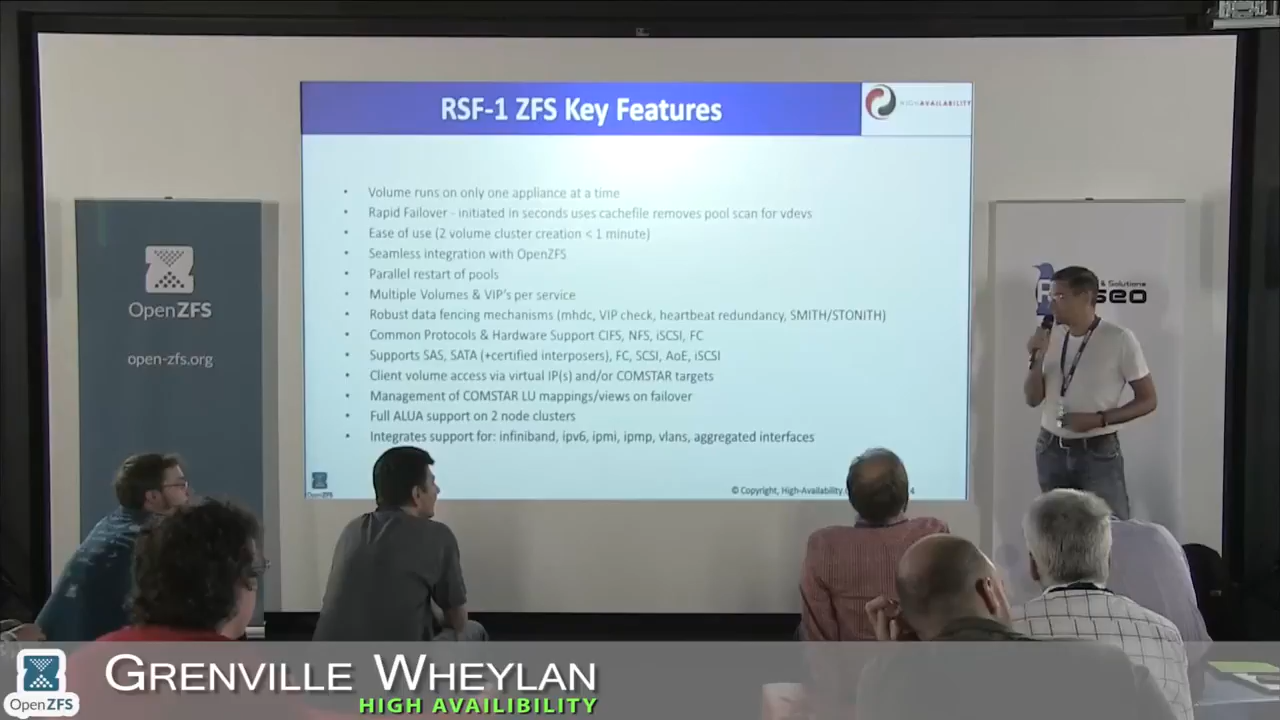 RSF-1 ZFS Key Features
HIGH AVAILABILITY
• Volume runs on only one appliance at a time
• Rapid Failover - initiated in seconds uses cachefile removes pool scan for vdevs
• Ease of use (2 volume cluster creation < 1 minute)
• Seamless integration with OpenZFS
• Parallel restart of pools
• Multiple Volumes & VIP's per service
• Robust data fencing mechanisms (mhdc, VIP check, heartbeat redundancy, SMITH/STONITH)
• Common Protocols & Hardware Support CIFS, NFS, iSCSI, FC
• Supports SAS, SATA (+certified interposers), FC, SCSI, AoE, iSCSI
• Client volume access via virtual IP(s) and/or COMSTAR targets
• Management of COMSTAR LU mappings/views on failover
• Full ALUA support on 2 node clusters
• Integrates support for: infiniband, ipv6, ipmi, ipmp, vlans, aggregated interfaces
OpenZFS
© Copyright, High-Availability
4
OpenZFS
open-zfs.org
& Solutions
seo
GRENVILLE WHEYLAN
HIGH AVAILIBILITY
OpenZFS